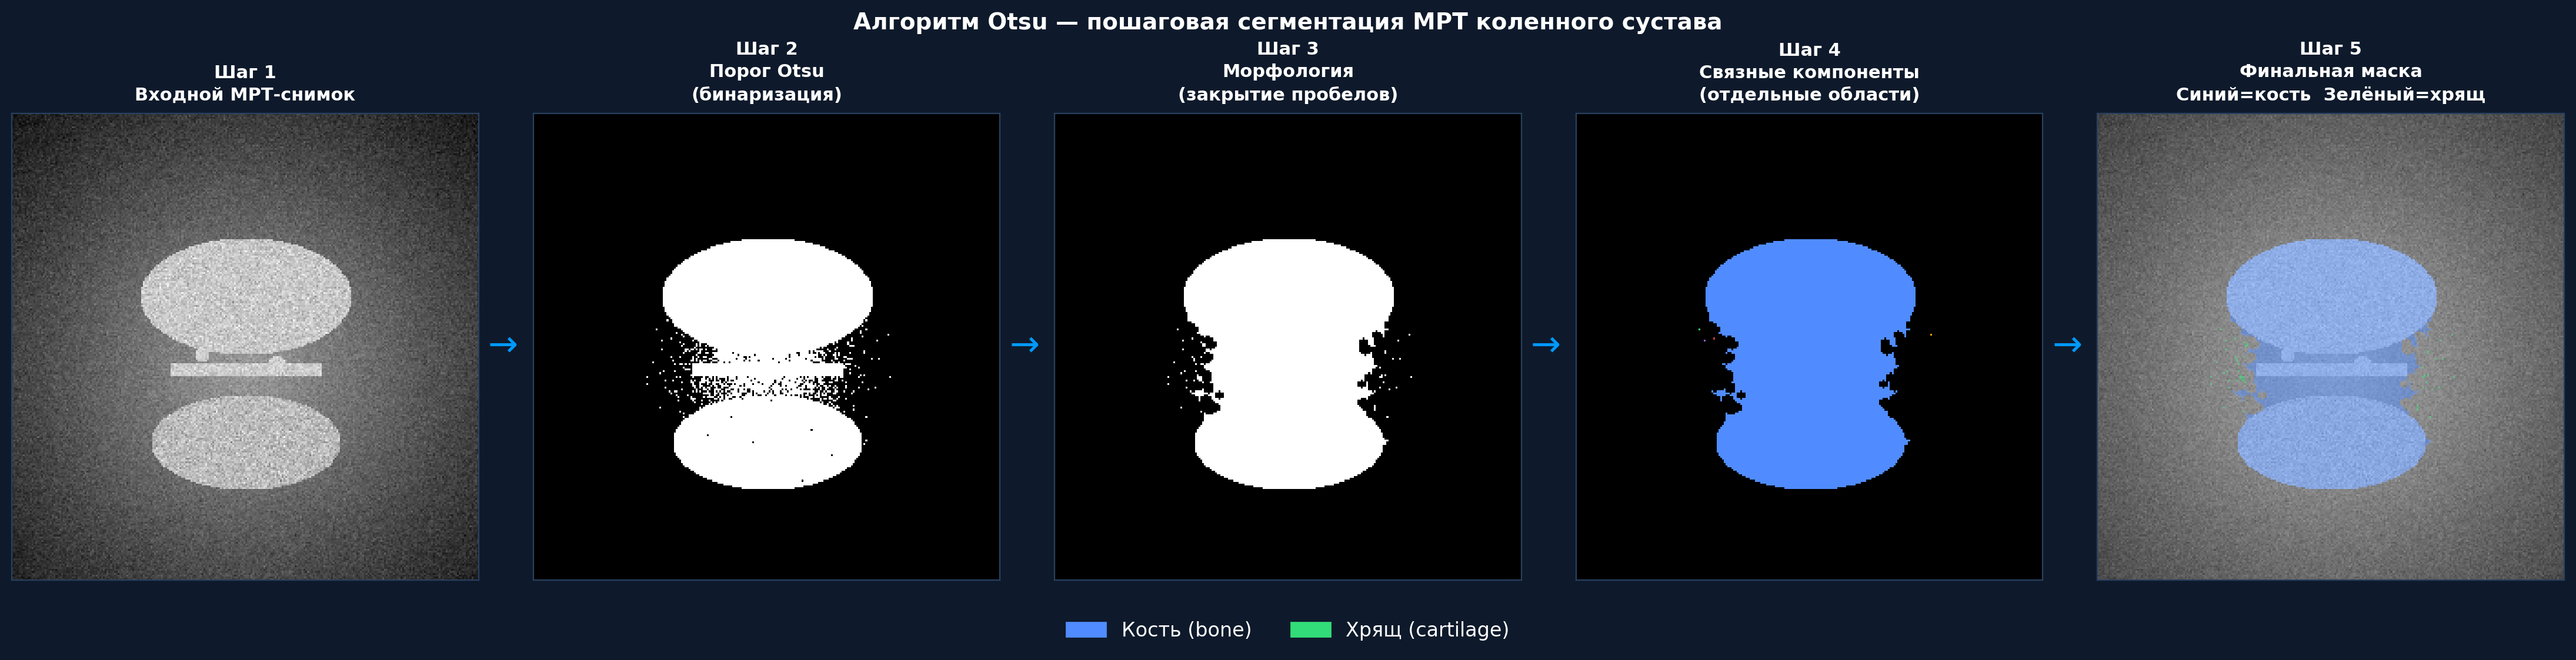 Алгоритм Otsu — пошаговая сегментация МРТ коленного сустава
Шаг 1
Входной МРТ-снимок
Шаг 2
Порог Otsu
(бинаризация)
Шаг 3
Морфология
(закрытие пробелов)
Шаг 4
Связные компоненты
(отдельные области)
Шаг 5
Финальная маска
Синий=кость  Зелёный=хрящ
→
→
→
→
Кость (bone)
Хрящ (cartilage)